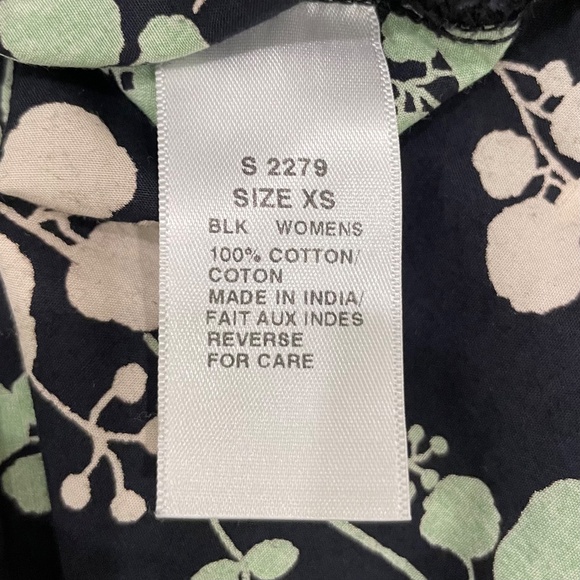 S 2279
SIZE XS
BLK WOMENS
100% COTTON/
COTON
MADE IN INDIA/
FAIT AUX INDES
REVERSE
FOR CARE